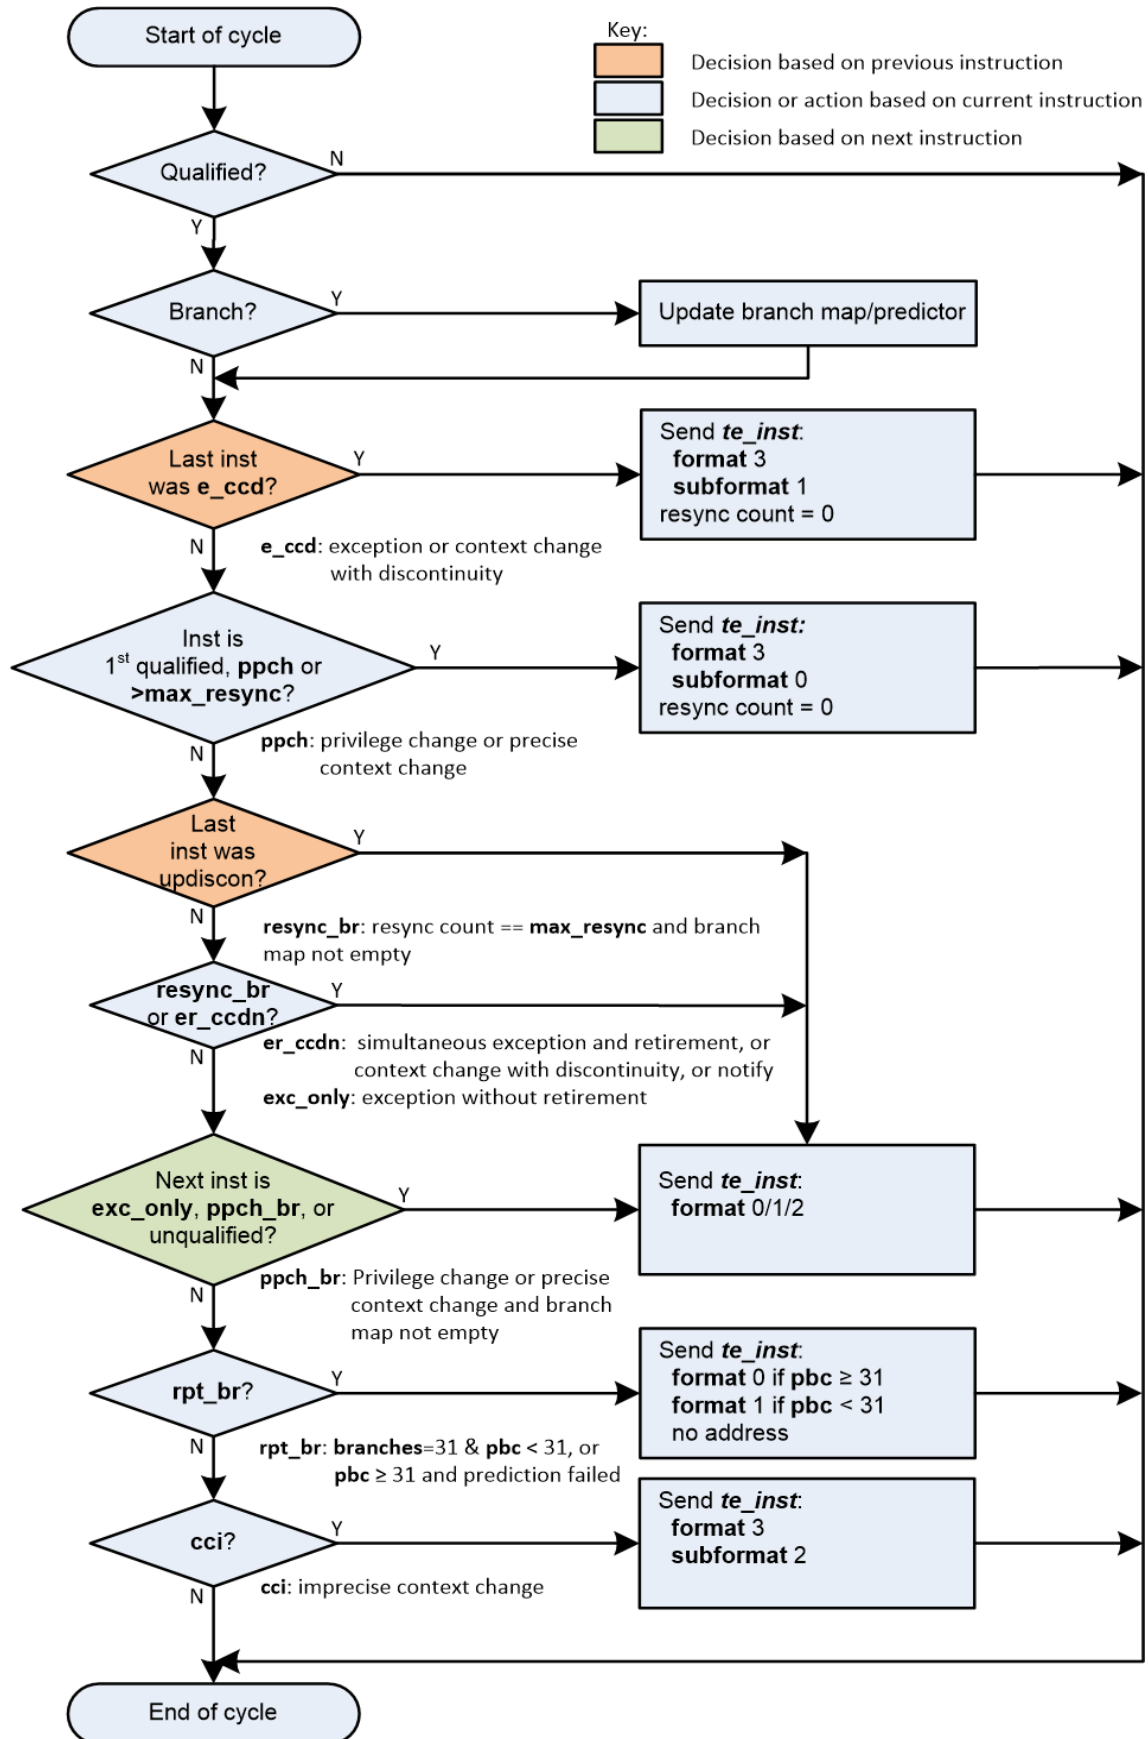 Start of cycle
Key:
Decision based on previous instruction
Decision or action based on current instruction
Decision based on next instruction
Qualified?
N
Y
Branch?
Y
Update branch map/predictor
N
Last inst
was e_ccd?
Y
Send te_inst:
format 3
subformat 1
resync count = 0
N
e_ccd: exception or context change
with discontinuity
Inst is
1st qualified, ppch or
>max_resync?
Y
Send te_inst:
format 3
subformat 0
resync count = 0
N
ppch: privilege change or precise
context change
Last
inst was
updiscon?
Y
N
resync_br: resync count == max_resync and branch
map not empty
resync_br
or er_ccdn?
Y
N
er_ccdn: simultaneous exception and retirement, or
context change with discontinuity, or notify
exc_only: exception without retirement
Next inst is
exc_only, ppch_br, or
unqualified?
Y
Send te_inst:
format 0/1/2
N
ppch_br: Privilege change or precise
context change and branch
map not empty
rpt_br?
Y
Send te_inst:
format 0 if pbc ≥ 31
format 1 if pbc < 31
no address
N
rpt_br: branches=31 & pbc < 31, or
pbc ≥ 31 and prediction failed
cci?
Y
Send te_inst:
format 3
subformat 2
N
cci: imprecise context change
End of cycle